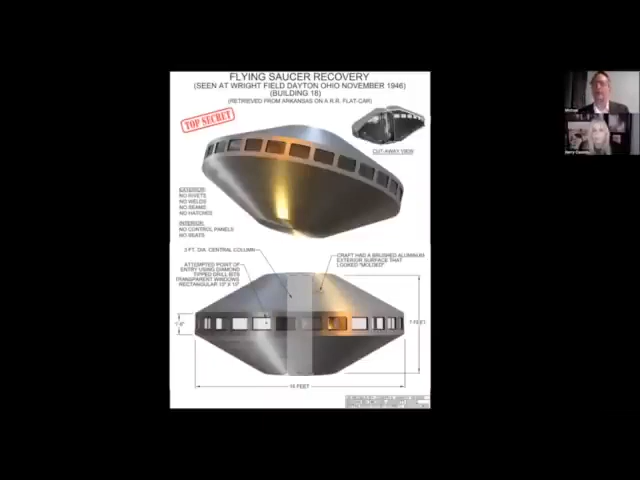 FLYING SAUCER RECOVERY
(SEEN AT WRIGHT FIELD DAYTON OHIO NOVEMBER 1946)
(BUILDING 18)
(RETRIEVED FROM ARKANSAS ON A R.R. FLAT-CAR)
TOP SECRET
CUT-AWAY VIEW
EXTERIOR:
NO RIVETS
NO WELDS
NO SEAMS
NO HATCHES
INTERIOR:
NO CONTROL PANELS
NO SEATS
3 FT. DIA. CENTRAL COLUMN
CRAFT HAD A BRUSHED ALUMINUM
EXTERIOR SURFACE THAT
LOOKED "MOLDED"
ATTEMPTED POINT OF
ENTRY USING DIAMOND
TIPPED DRILL BITS
TRANSPARENT WINDOWS
RECTANGULAR 10" X 10"
7 FEET
15 FEET
Michael